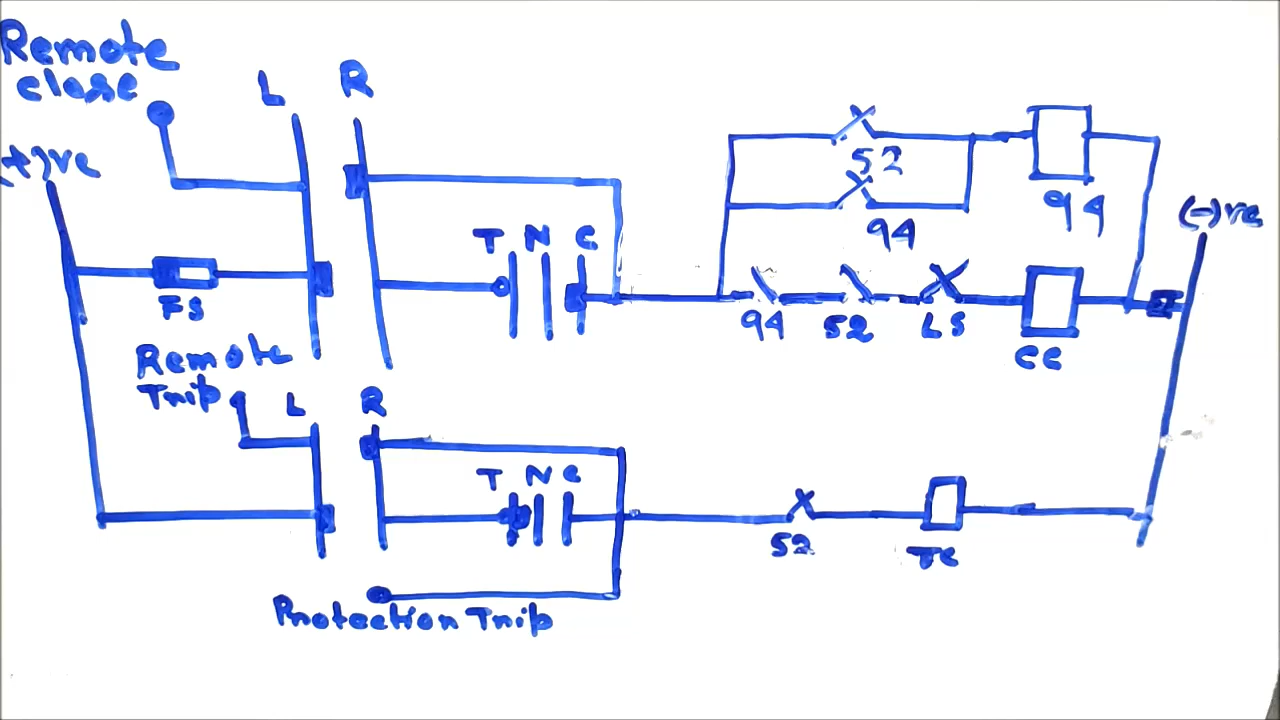 Remote
close
L R
(+)ve
FS
T N C
52
94
94
(-)ve
94 52 LS
CC
Remote
Trip
L R
T N C
52
TC
Protection Trip